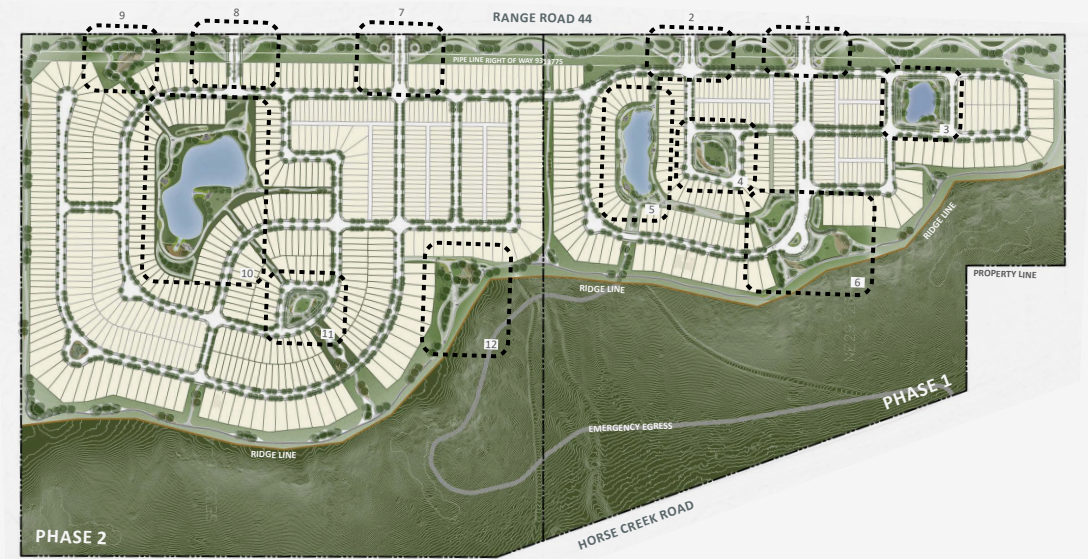 RANGE ROAD 44
9
8
7
2
1
PIPE LINE RIGHT OF WAY 9311775
3
4
5
RIDGE LINE
10
PROPERTY LINE
6
RIDGE LINE
11
12
PHASE 1
EMERGENCY EGRESS
RIDGE LINE
HORSE CREEK ROAD
PHASE 2